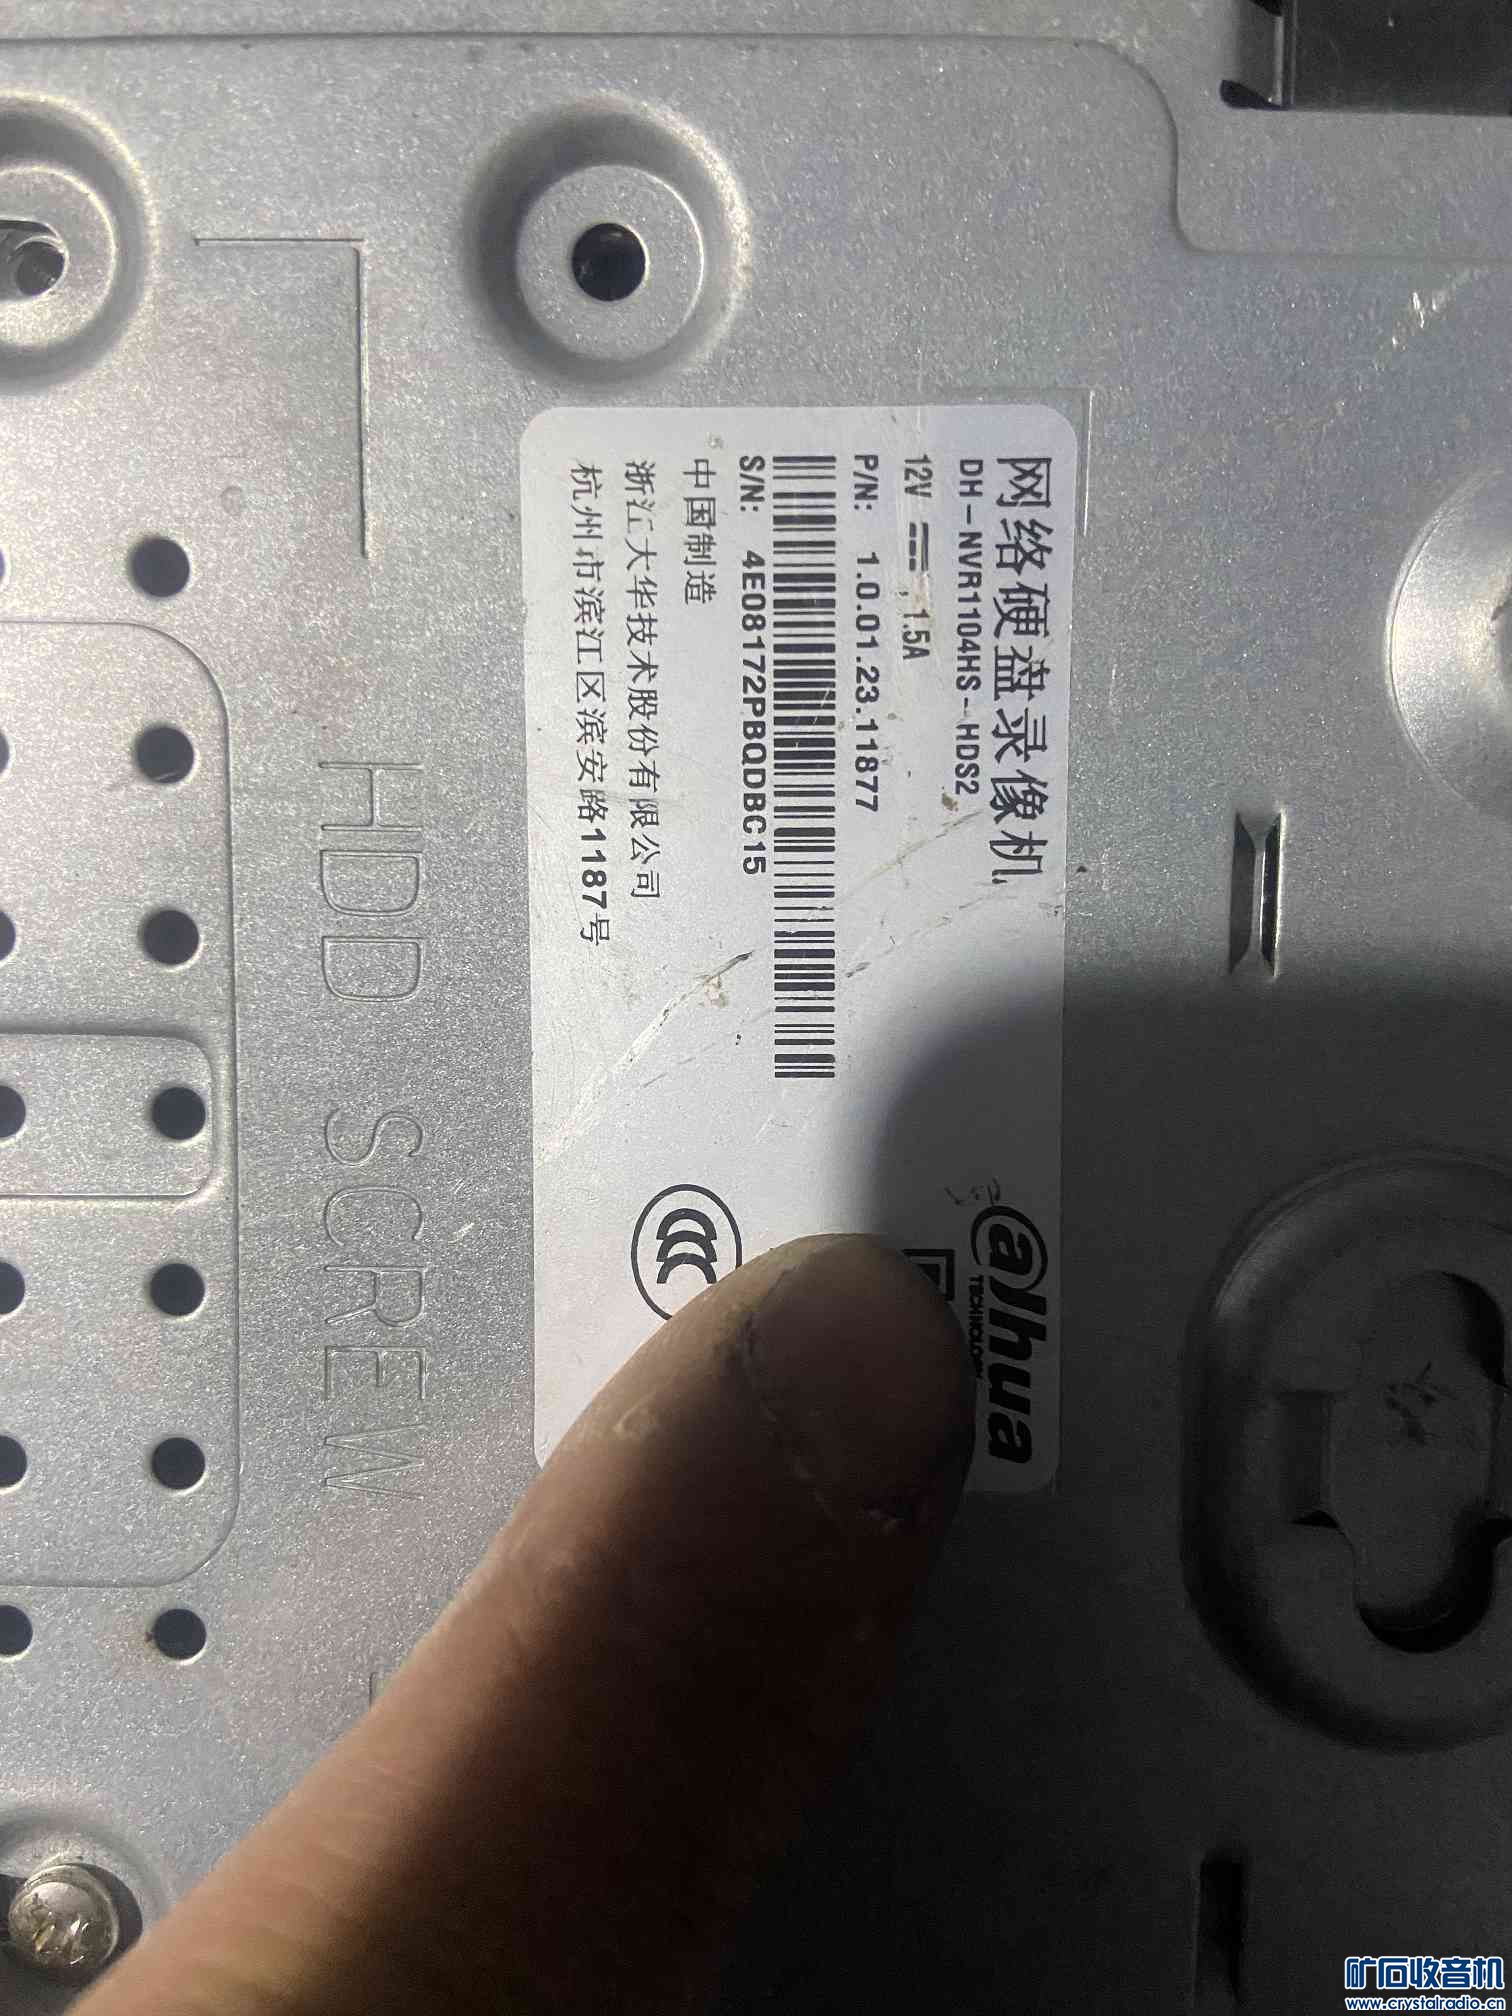 网络硬盘录像机
DH-NVR1104HS-HDS2
12V ⎓, 1.5A
P/N: 1.0.01.23.11877
S/N: 4E08172PBQDBC15
中国制造
浙江大华技术股份有限公司
杭州市滨江区滨安路1187号
alhua
TECHNOLOGY
CCC
HDD SCREW
矿石收音机
www.crystalradio.cn